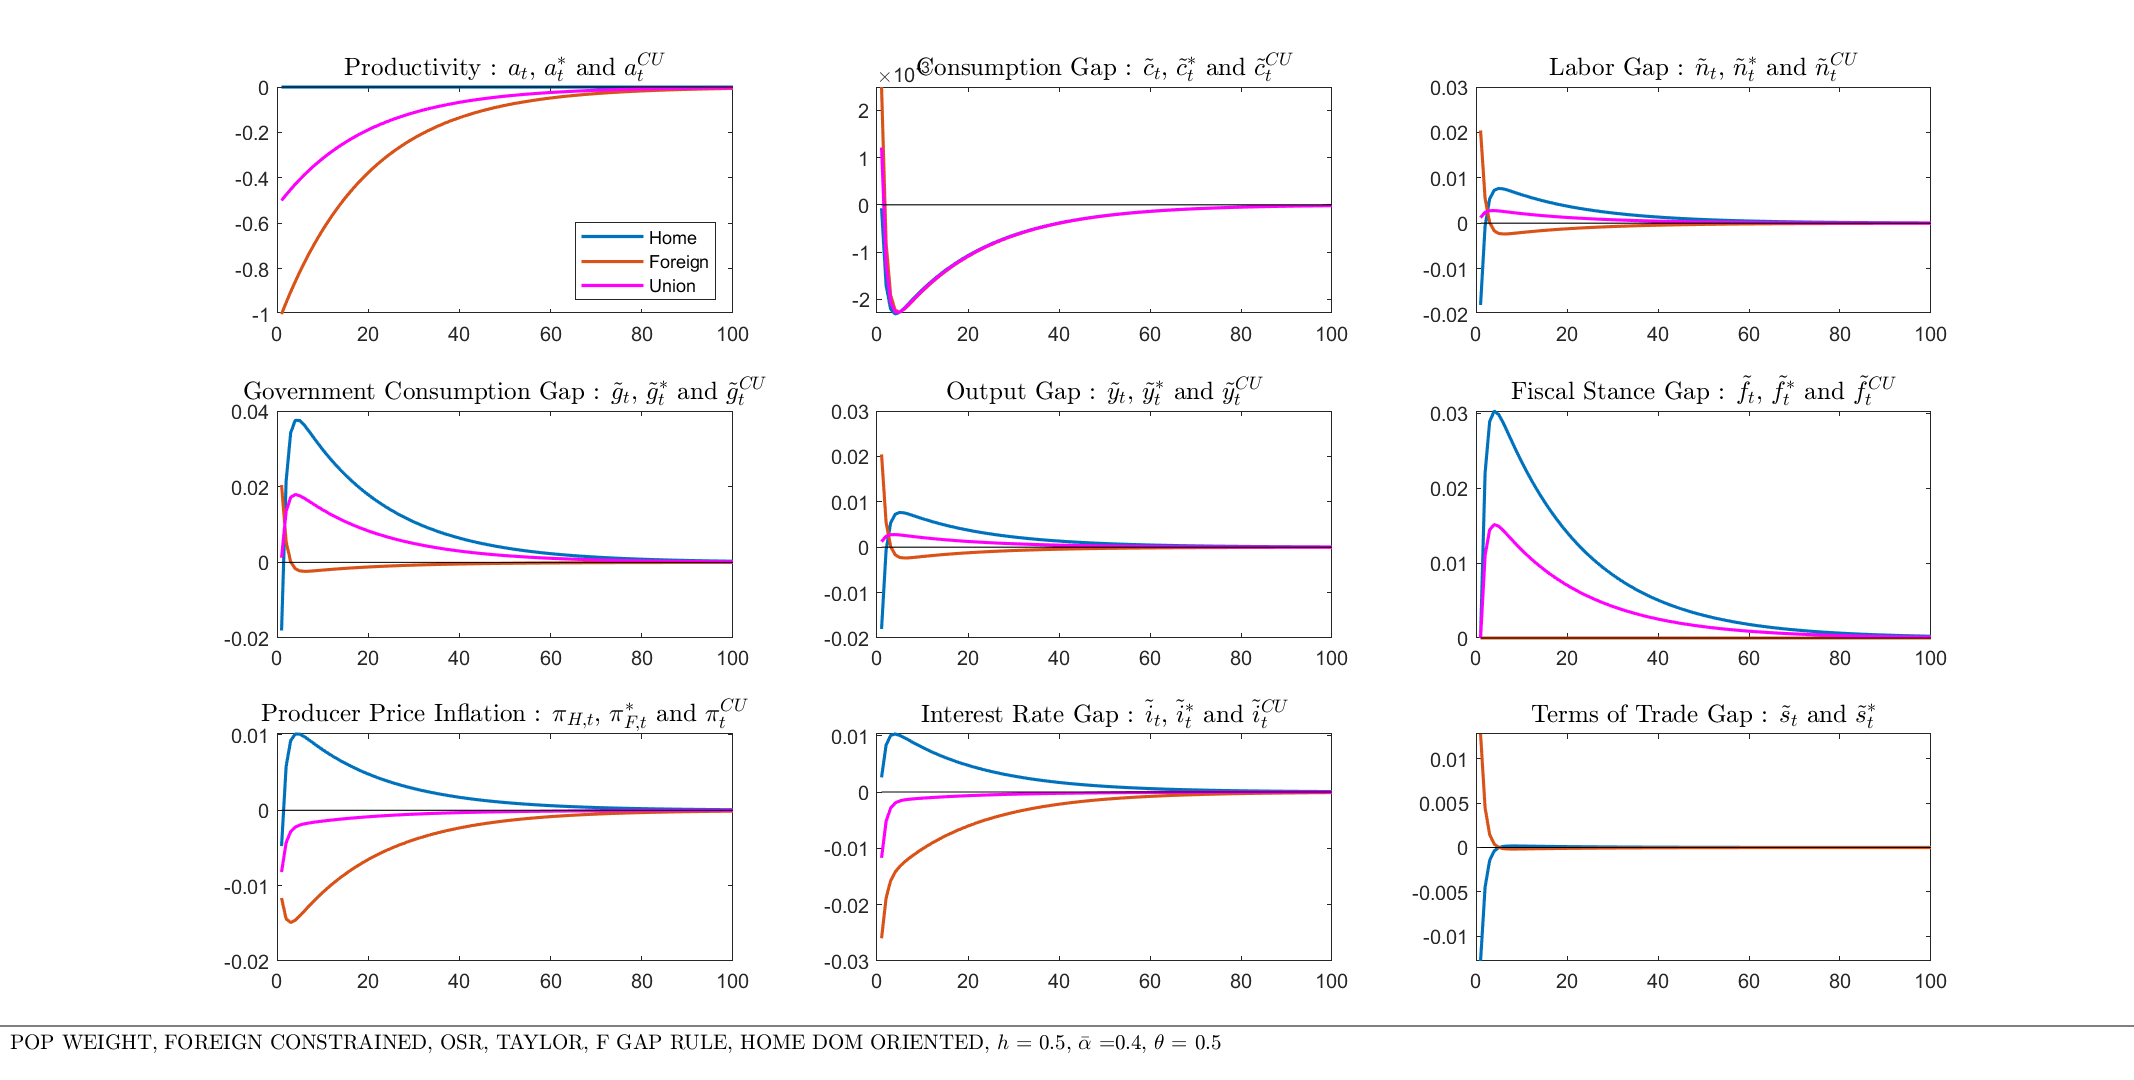 Productivity : a_t, a_t^* and a_t^{CU}
0
-0.2
-0.4
-0.6
-0.8
-1
0 20 40 60 80 100
Home
Foreign
Union
Consumption Gap : c̃_t, c̃_t^* and c̃_t^{CU}
2
1
0
-1
-2
0 20 40 60 80 100
Labor Gap : ñ_t, ñ_t^* and ñ_t^{CU}
0.03
0.02
0.01
0
-0.01
-0.02
0 20 40 60 80 100
Government Consumption Gap : g̃_t, g̃_t^* and g̃_t^{CU}
0.04
0.02
0
-0.02
0 20 40 60 80 100
Output Gap : ỹ_t, ỹ_t^* and ỹ_t^{CU}
0.03
0.02
0.01
0
-0.01
-0.02
0 20 40 60 80 100
Fiscal Stance Gap : f̃_t, f̃_t^* and f̃_t^{CU}
0.03
0.02
0.01
0
0 20 40 60 80 100
Producer Price Inflation : π_{H,t}, π_{F,t}^* and π_t^{CU}
0.01
0
-0.01
-0.02
0 20 40 60 80 100
Interest Rate Gap : ĩ_t, ĩ_t^* and ĩ_t^{CU}
0.01
0
-0.01
-0.02
-0.03
0 20 40 60 80 100
Terms of Trade Gap : s̃_t and s̃_t^*
0.01
0.005
0
-0.005
-0.01
0 20 40 60 80 100
POP WEIGHT, FOREIGN CONSTRAINED, OSR, TAYLOR, F GAP RULE, HOME DOM ORIENTED, h = 0.5, ᾱ =0.4, θ = 0.5